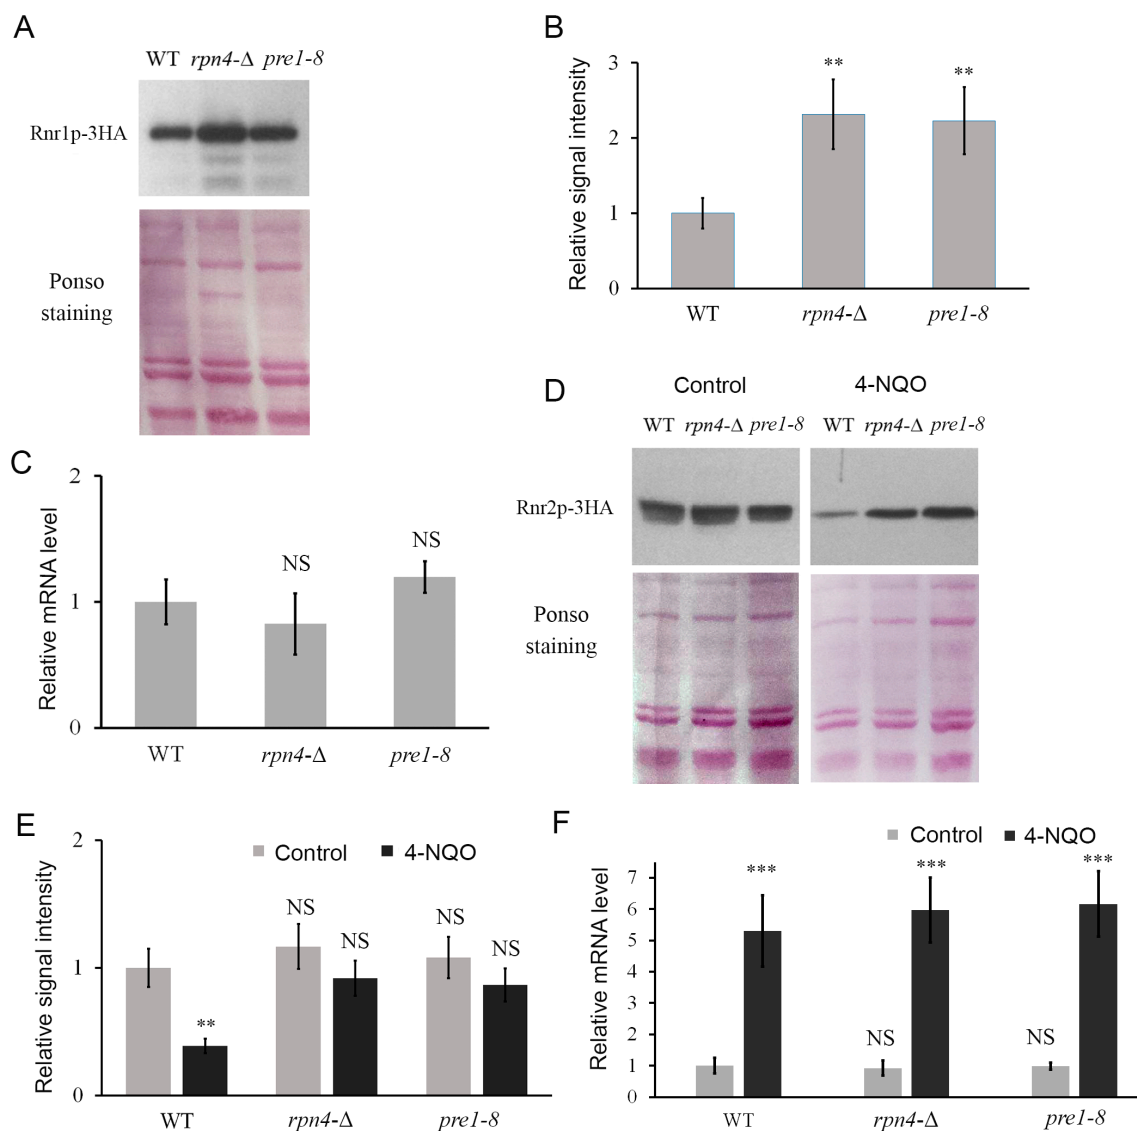 A
WT rpn4-Δ pre1-8
Rnr1p-3HA
Ponso
staining
B
Relative signal intensity
3
2
1
0
** **
WT rpn4-Δ pre1-8
C
Relative mRNA level
2
1
0
NS NS
WT rpn4-Δ pre1-8
D
Control 4-NQO
WT rpn4-Δ pre1-8 WT rpn4-Δ pre1-8
Rnr2p-3HA
Ponso
staining
E
Relative signal intensity
2
1
0
Control 4-NQO
** NS NS NS NS
WT rpn4-Δ pre1-8
F
Relative mRNA level
7
6
5
4
3
2
1
0
Control 4-NQO
*** *** ***
NS NS
WT rpn4-Δ pre1-8